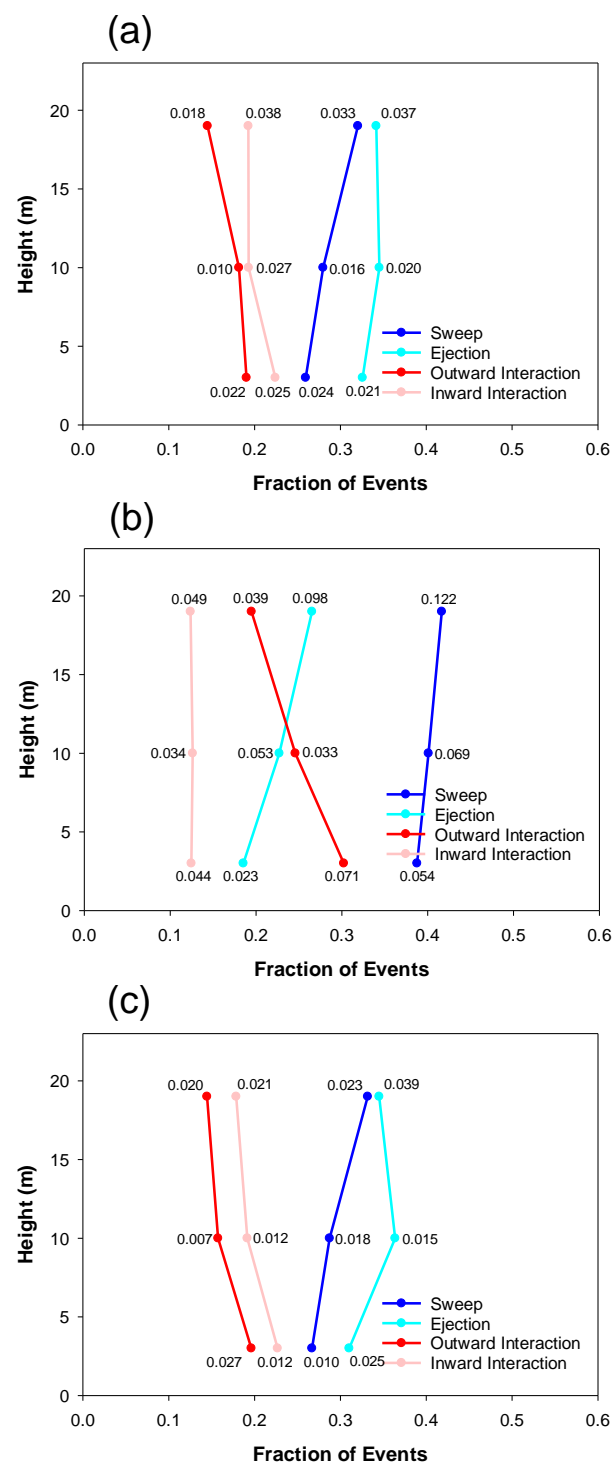 (a)
20
15
10
5
0
Height (m)
0.018 0.038 0.033 0.037
0.010 0.027 0.016 0.020
0.022 0.025 0.024 0.021
Sweep
Ejection
Outward Interaction
Inward Interaction
0.0 0.1 0.2 0.3 0.4 0.5 0.6
Fraction of Events
(b)
20
15
10
5
0
Height (m)
0.049 0.039 0.098 0.122
0.034 0.053 0.033 0.069
0.044 0.023 0.071 0.054
Sweep
Ejection
Outward Interaction
Inward Interaction
0.0 0.1 0.2 0.3 0.4 0.5 0.6
Fraction of Events
(c)
20
15
10
5
0
Height (m)
0.020 0.021 0.023 0.039
0.007 0.012 0.018 0.015
0.027 0.012 0.010 0.025
Sweep
Ejection
Outward Interaction
Inward Interaction
0.0 0.1 0.2 0.3 0.4 0.5 0.6
Fraction of Events